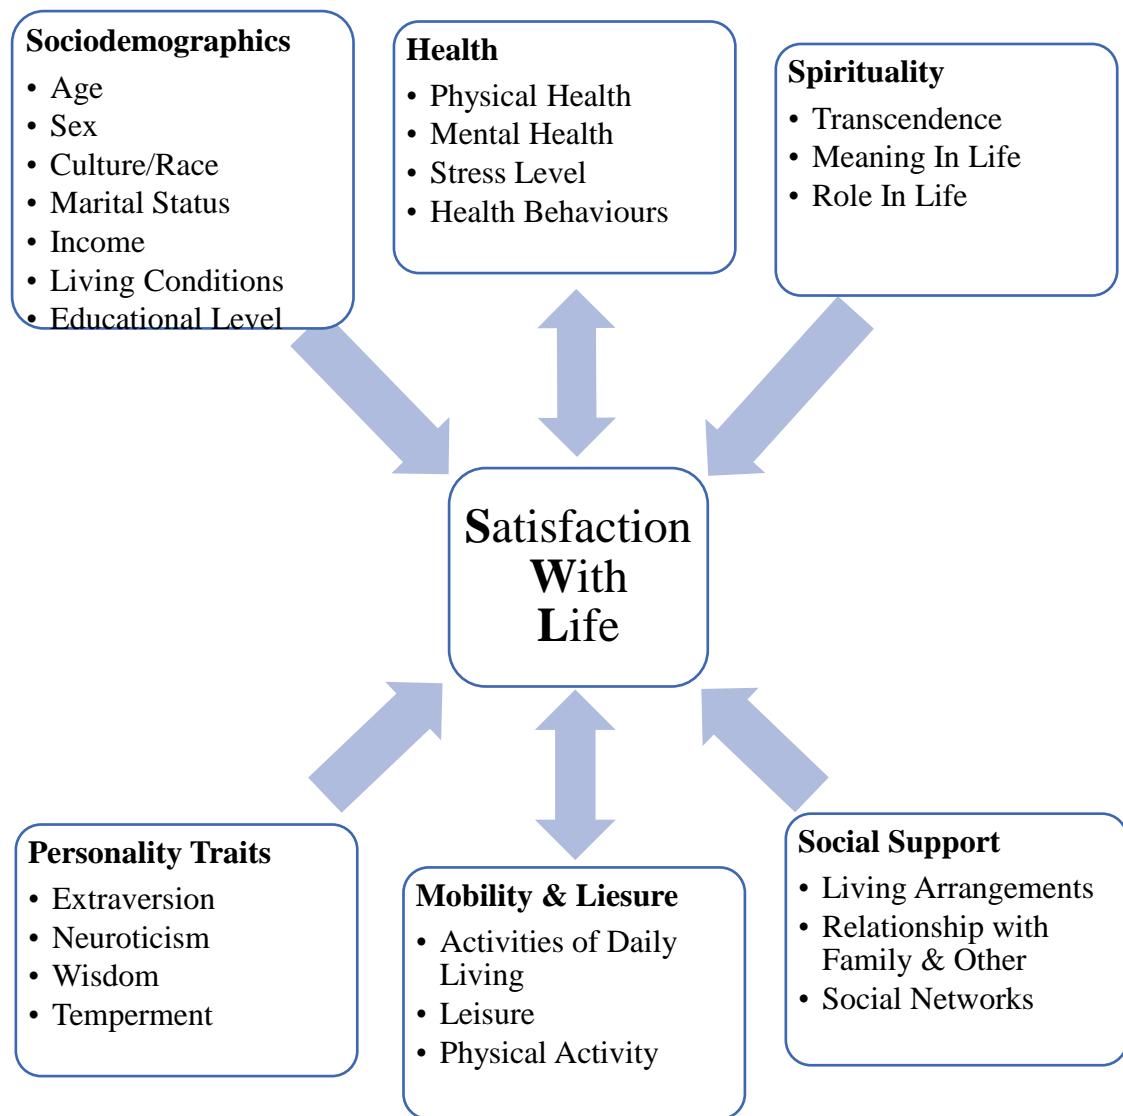 Sociodemographics
• Age
• Sex
• Culture/Race
• Marital Status
• Income
• Living Conditions
• Educational Level
Health
• Physical Health
• Mental Health
• Stress Level
• Health Behaviours
Spirituality
• Transcendence
• Meaning In Life
• Role In Life
Satisfaction
With
Life
Personality Traits
• Extraversion
• Neuroticism
• Wisdom
• Temperment
Mobility & Liesure
• Activities of Daily
Living
• Leisure
• Physical Activity
Social Support
• Living Arrangements
• Relationship with
Family & Other
• Social Networks